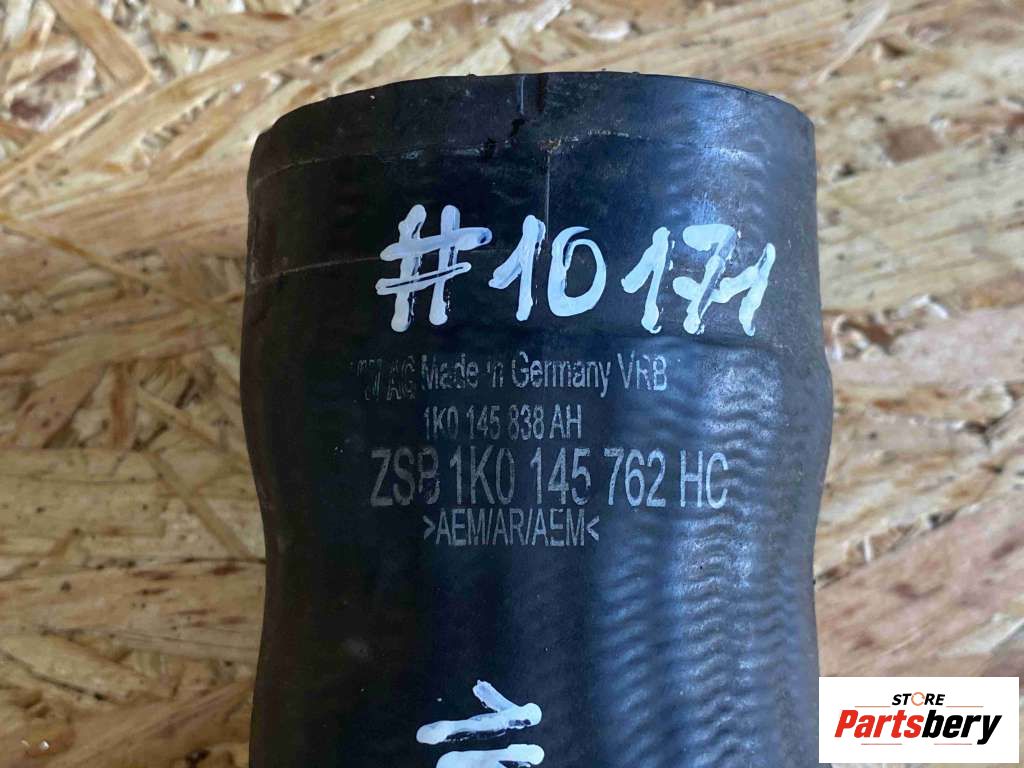 #10171
AG Made in Germany VRB
1K0 145 838 AH
ZSB 1K0 145 762 HC
>AEM/AR/AEM<
STORE
Partsbery